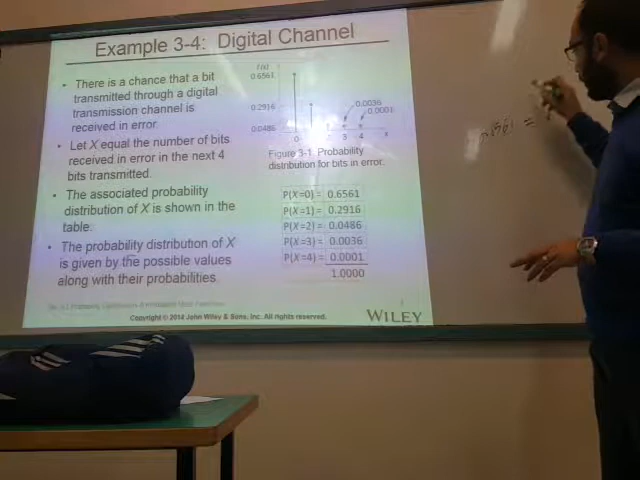 Example 3-4: Digital Channel
• There is a chance that a bit
transmitted through a digital
transmission channel is
received in error.
• Let X equal the number of bits
received in error in the next 4
bits transmitted.
• The associated probability
distribution of X is shown in the
table.
• The probability distribution of X
is given by the possible values
along with their probabilities.
f(x)
0.6561
0.2916
0.0486
0.0036
0.0001
0
2 3 4 x
Figure 3-1 Probability
distribution for bits in error.
P(X=0) = 0.6561
P(X=1) = 0.2916
P(X=2) = 0.0486
P(X=3) = 0.0036
P(X=4) = 0.0001
1.0000
Copyright © 2014 John Wiley & Sons, Inc. All rights reserved.
WILEY